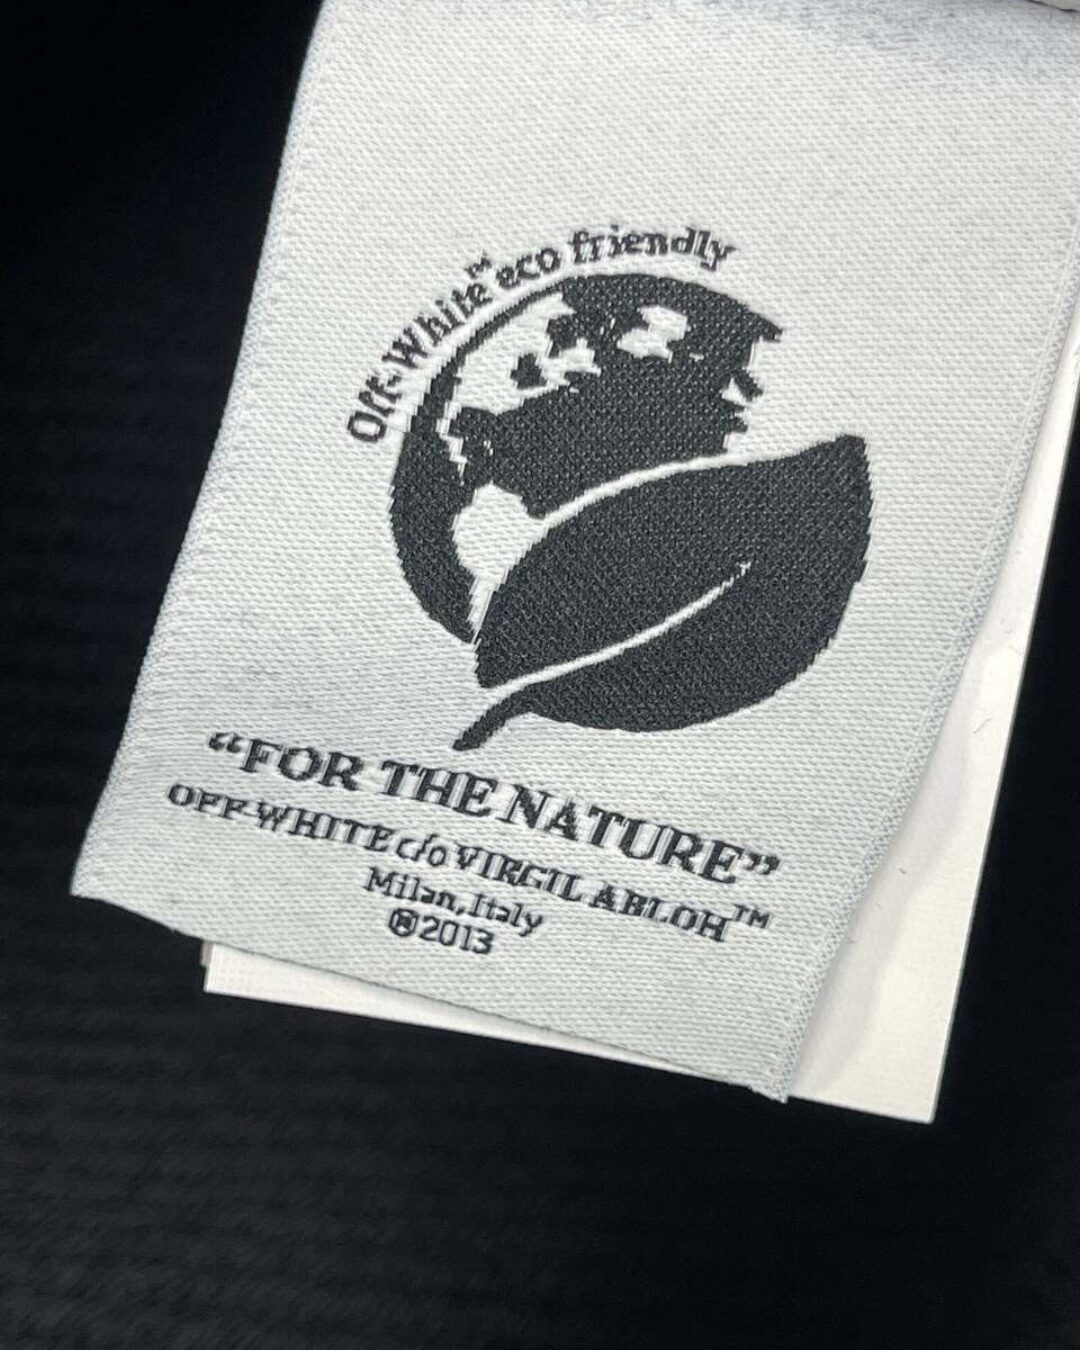 Off-White™ eco friendly
“FOR THE NATURE”
OFF-WHITE c/o VIRGIL ABLOH™
Milan, Italy
®2013